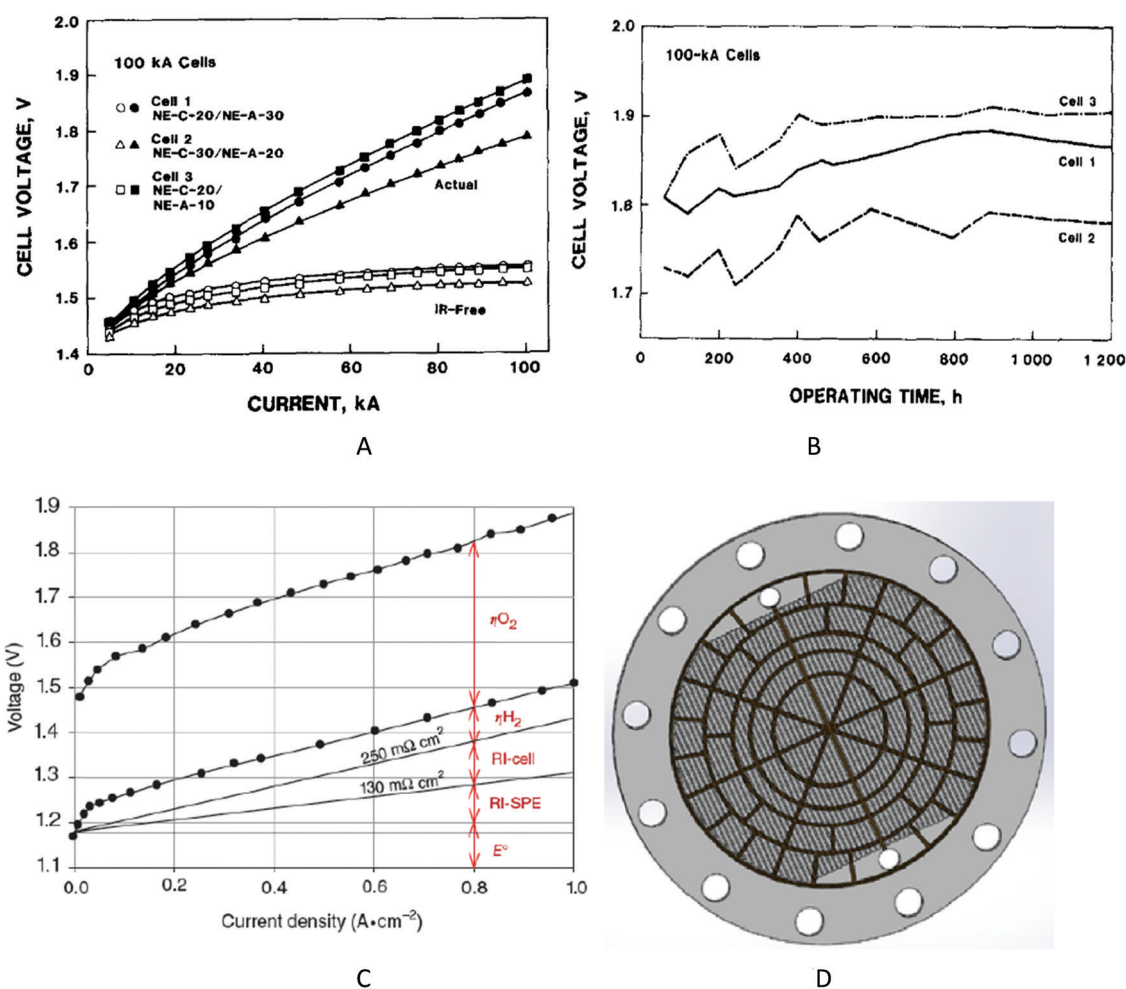 2.0
1.9
1.8
1.7
1.6
1.5
1.4
CELL VOLTAGE, V
100 kA Cells
Cell 1
NE-C-20/NE-A-30
Cell 2
NE-C-30/NE-A-20
Cell 3
NE-C-20/
NE-A-10
Actual
IR-Free
0 20 40 60 80 100
CURRENT, kA
A
2.0
1.9
1.8
1.7
CELL VOLTAGE, V
100-kA Cells
Cell 3
Cell 1
Cell 2
0 200 400 600 800 1 000 1 200
OPERATING TIME, h
B
1.9
1.8
1.7
1.6
1.5
1.4
1.3
1.2
1.1
Voltage (V)
ηO2
ηH2
250 mΩ cm2
RI-cell
130 mΩ cm2
RI-SPE
E°
0.0 0.2 0.4 0.6 0.8 1.0
Current density (A•cm−2)
C
D